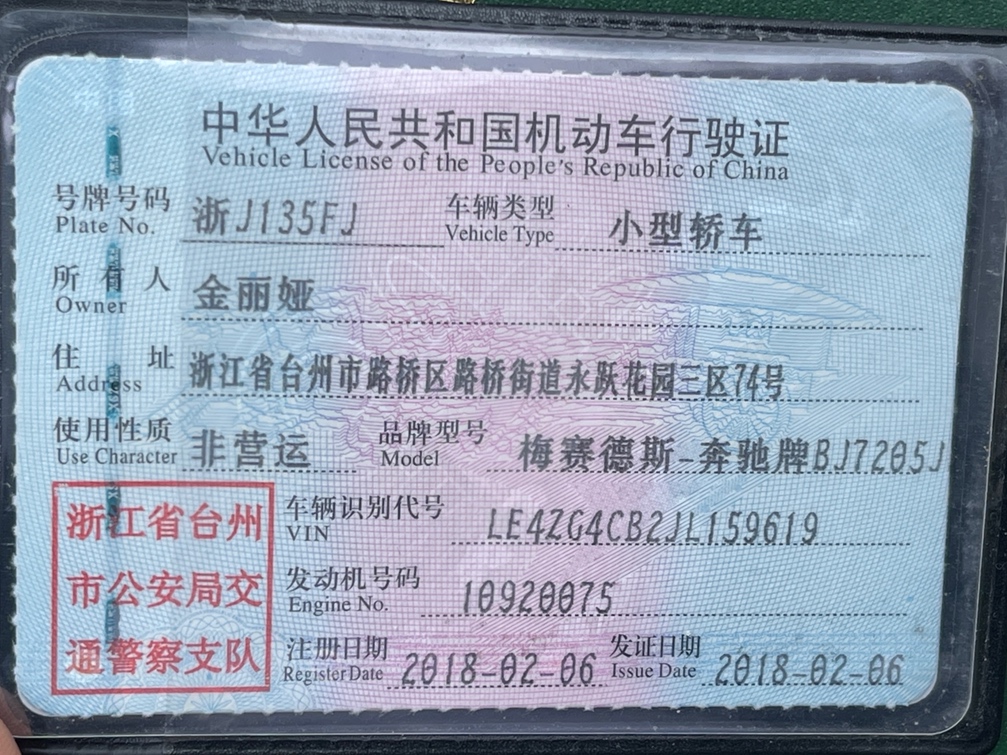 中华人民共和国机动车行驶证
Vehicle License of the People's Republic of China
号牌号码 浙J135FJ 车辆类型 小型轿车
Plate No. Vehicle Type
所有人 金丽娅
Owner
住址 浙江省台州市路桥区路桥街道永跃花园三区74号
Address
使用性质 非营运 品牌型号 梅赛德斯-奔驰牌BJ7205J
Use Character Model
浙江省台州
市公安局交
通警察支队
车辆识别代号 LE4ZG4CB2JL159619
VIN
发动机号码 10920075
Engine No.
注册日期 2018-02-06 发证日期 2018-02-06
Register Date Issue Date